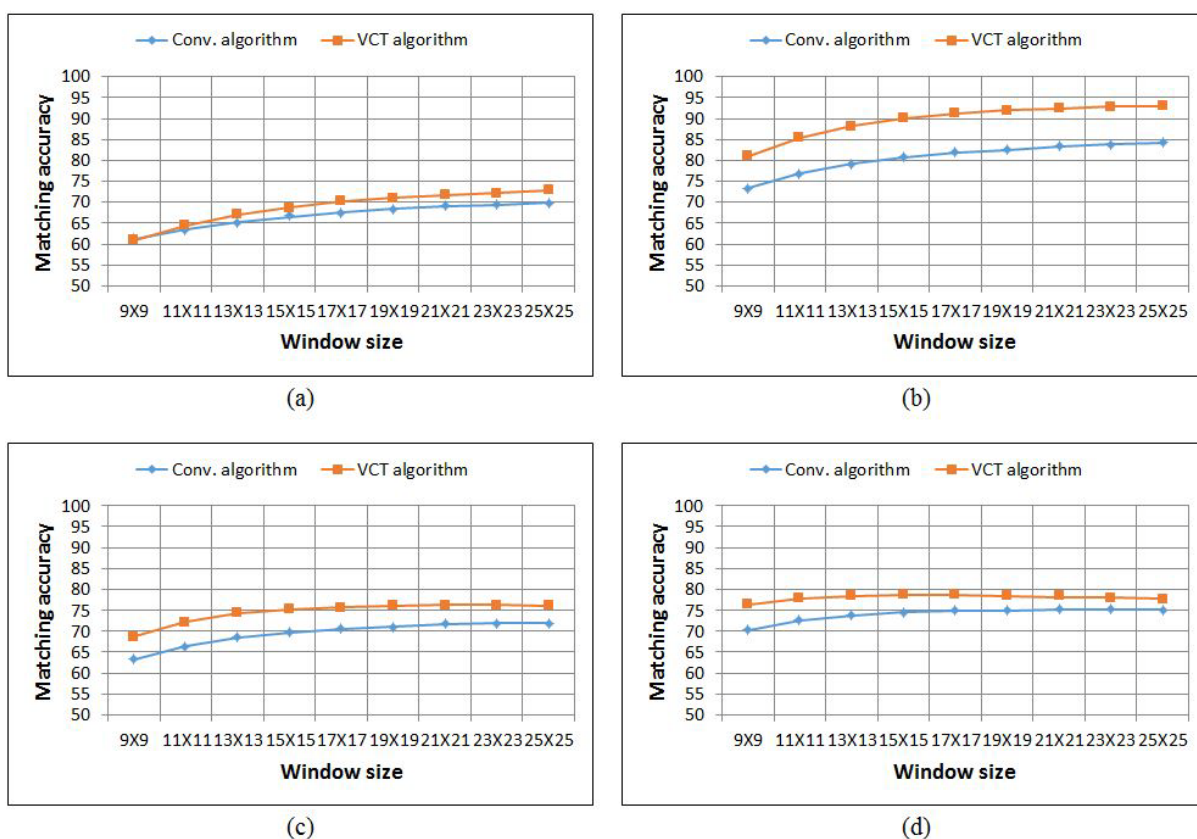 Conv. algorithm VCT algorithm
100
95
90
85
80
75
70
65
60
55
50
Matching accuracy
9X9 11X11 13X13 15X15 17X17 19X19 21X21 23X23 25X25
Window size
(a)
Conv. algorithm VCT algorithm
100
95
90
85
80
75
70
65
60
55
50
Matching accuracy
9X9 11X11 13X13 15X15 17X17 19X19 21X21 23X23 25X25
Window size
(b)
Conv. algorithm VCT algorithm
100
95
90
85
80
75
70
65
60
55
50
Matching accuracy
9X9 11X11 13X13 15X15 17X17 19X19 21X21 23X23 25X25
Window size
(c)
Conv. algorithm VCT algorithm
100
95
90
85
80
75
70
65
60
55
50
Matching accuracy
9X9 11X11 13X13 15X15 17X17 19X19 21X21 23X23 25X25
Window size
(d)